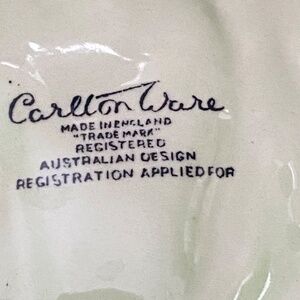 Carlton Ware
MADE IN ENGLAND
"TRADE MARK"
REGISTERED
AUSTRALIAN DESIGN
REGISTRATION APPLIED FOR